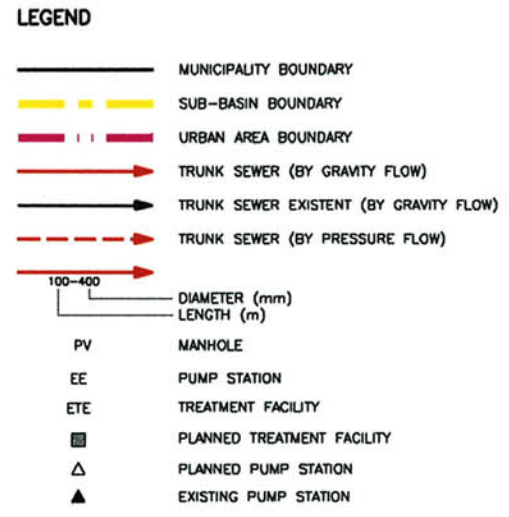 LEGEND
MUNICIPALITY BOUNDARY
SUB-BASIN BOUNDARY
URBAN AREA BOUNDARY
TRUNK SEWER (BY GRAVITY FLOW)
TRUNK SEWER EXISTENT (BY GRAVITY FLOW)
TRUNK SEWER (BY PRESSURE FLOW)
100-400
DIAMETER (mm)
LENGTH (m)
PV MANHOLE
EE PUMP STATION
ETE TREATMENT FACILITY
PLANNED TREATMENT FACILITY
PLANNED PUMP STATION
EXISTING PUMP STATION